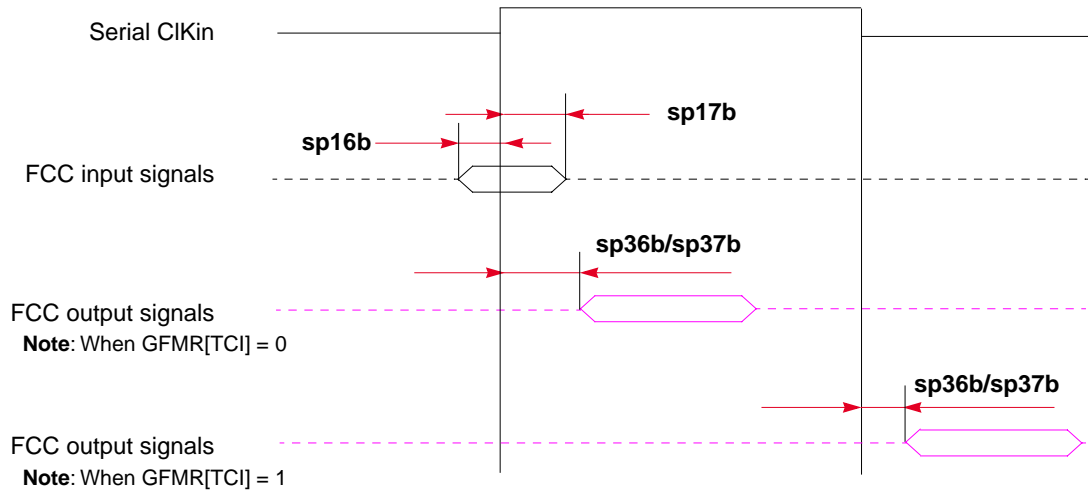 Serial ClKin
sp17b
sp16b
FCC input signals
sp36b/sp37b
FCC output signals
Note: When GFMR[TCI] = 0
sp36b/sp37b
FCC output signals
Note: When GFMR[TCI] = 1